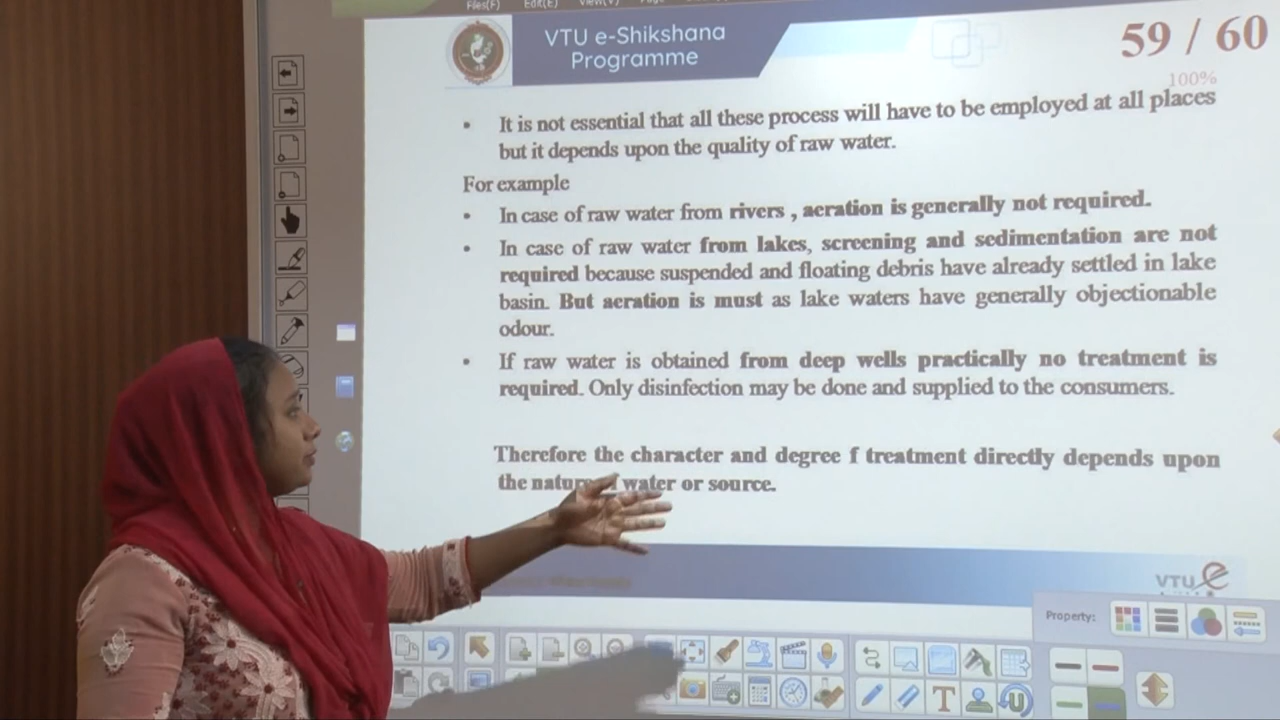 Files(F) Edit(E) View(V)
VTU e-Shikshana
Programme
59 / 60
100%
• It is not essential that all these process will have to be employed at all places
but it depends upon the quality of raw water.
For example
• In case of raw water from rivers , aeration is generally not required.
• In case of raw water from lakes, screening and sedimentation are not
required because suspended and floating debris have already settled in lake
basin. But aeration is must as lake waters have generally objectionable
odour.
• If raw water is obtained from deep wells practically no treatment is
required. Only disinfection may be done and supplied to the consumers.
Therefore the character and degree f treatment directly depends upon
the water or source.
VTU e
Property:
T